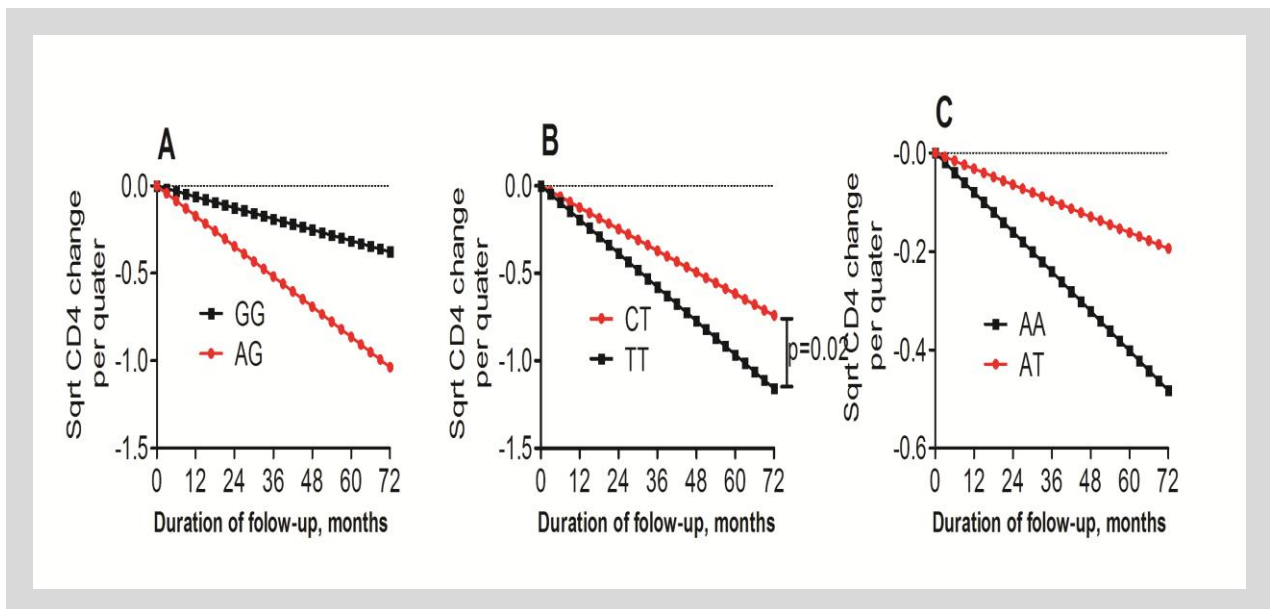 A
Sqrt CD4 change
per quater
0.0
-0.5
-1.0
-1.5
GG
AG
0 12 24 36 48 60 72
Duration of folow-up, months
B
Sqrt CD4 change
per quater
0.0
-0.5
-1.0
-1.5
CT
TT
p=0.02
0 12 24 36 48 60 72
Duration of folow-up, months
C
Sqrt CD4 change
per quater
-0.0
-0.2
-0.4
-0.6
AA
AT
0 12 24 36 48 60 72
Duration of folow-up, months